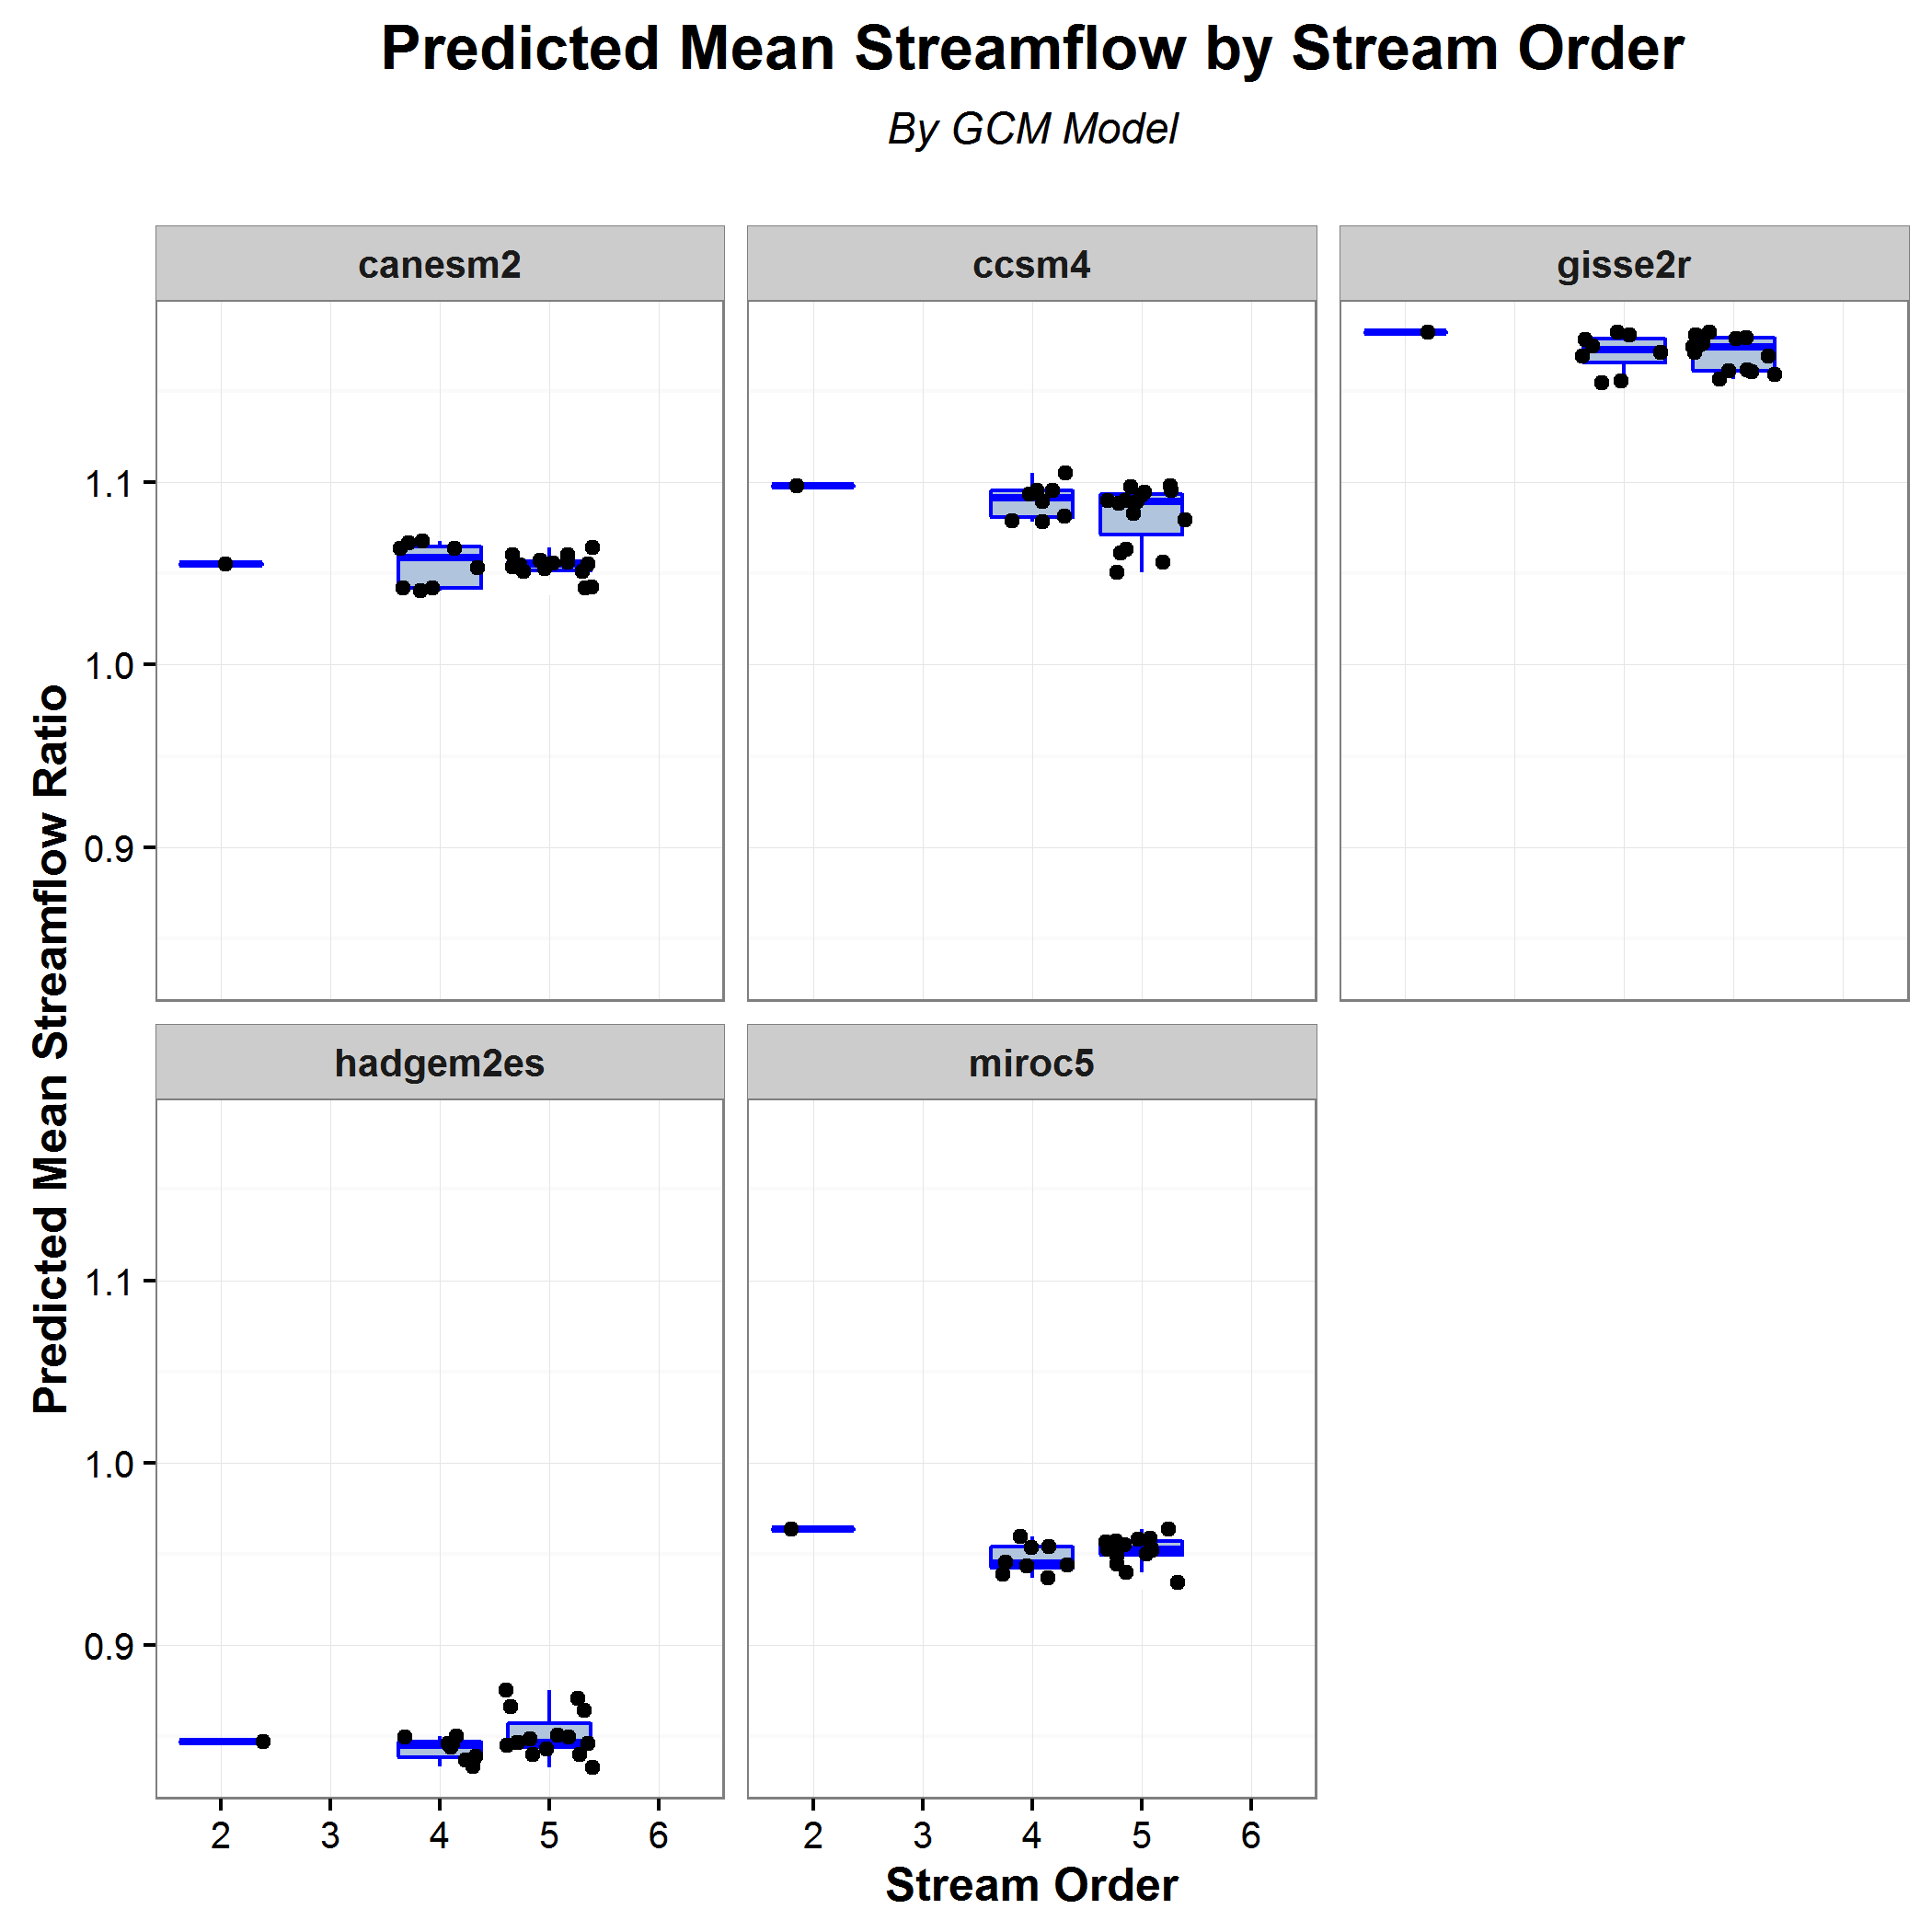 Predicted Mean Streamflow by Stream Order
By GCM Model
canesm2
ccsm4
gisse2r
1.1
1.0
0.9
Predicted Mean Streamflow Ratio
hadgem2es
miroc5
1.1
1.0
0.9
2 3 4 5 6
2 3 4 5 6
Stream Order